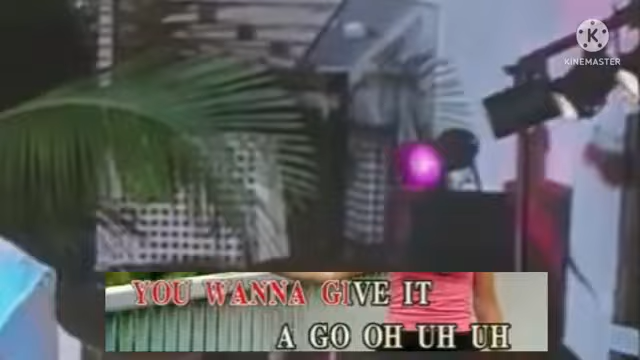 K
KINEMASTER
YOU WANNA GIVE IT
A GO OH UH UH